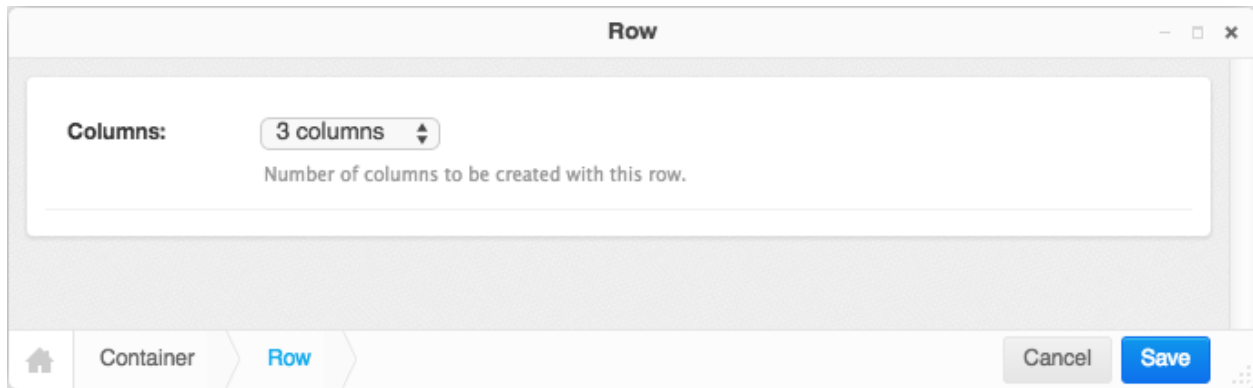 Row
Columns: 3 columns
Number of columns to be created with this row.
Container Row Cancel Save